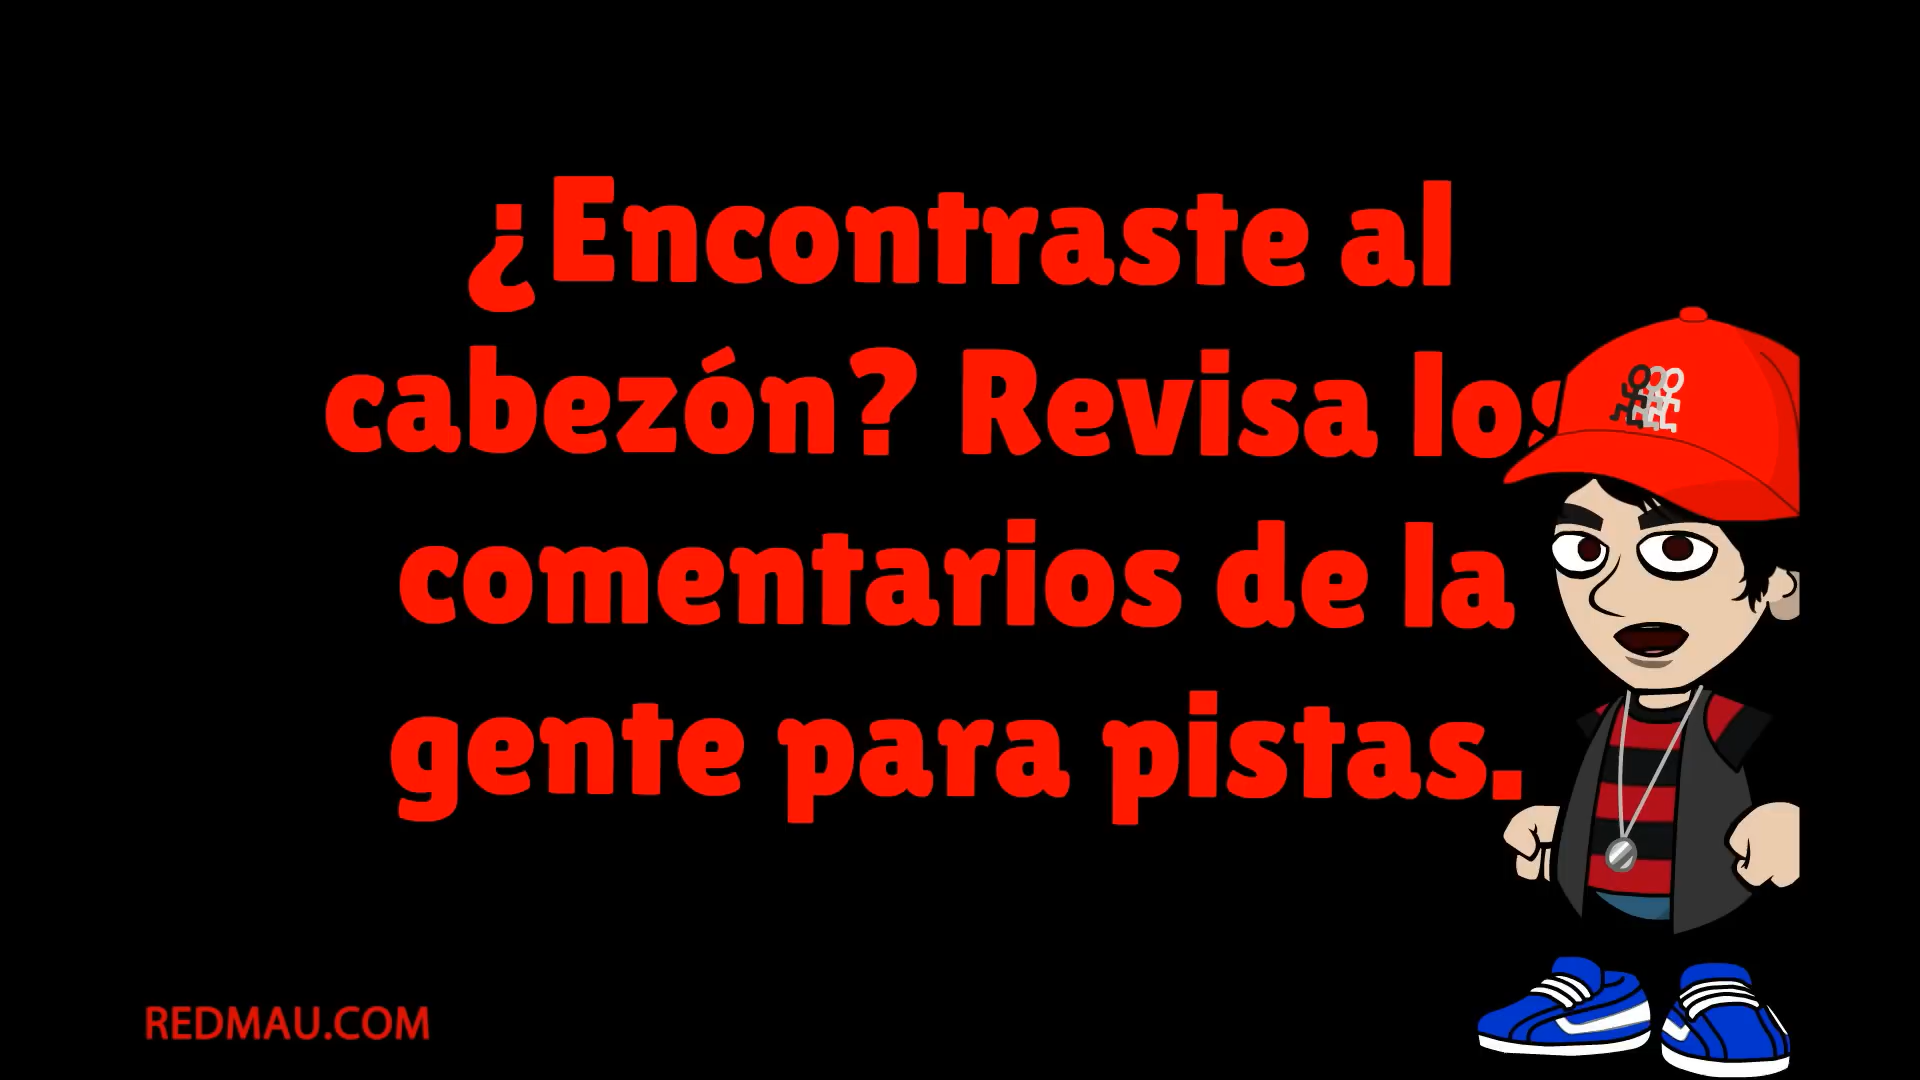 ¿Encontraste al
cabezón? Revisa los
comentarios de la
gente para pistas.
REDMAU.COM